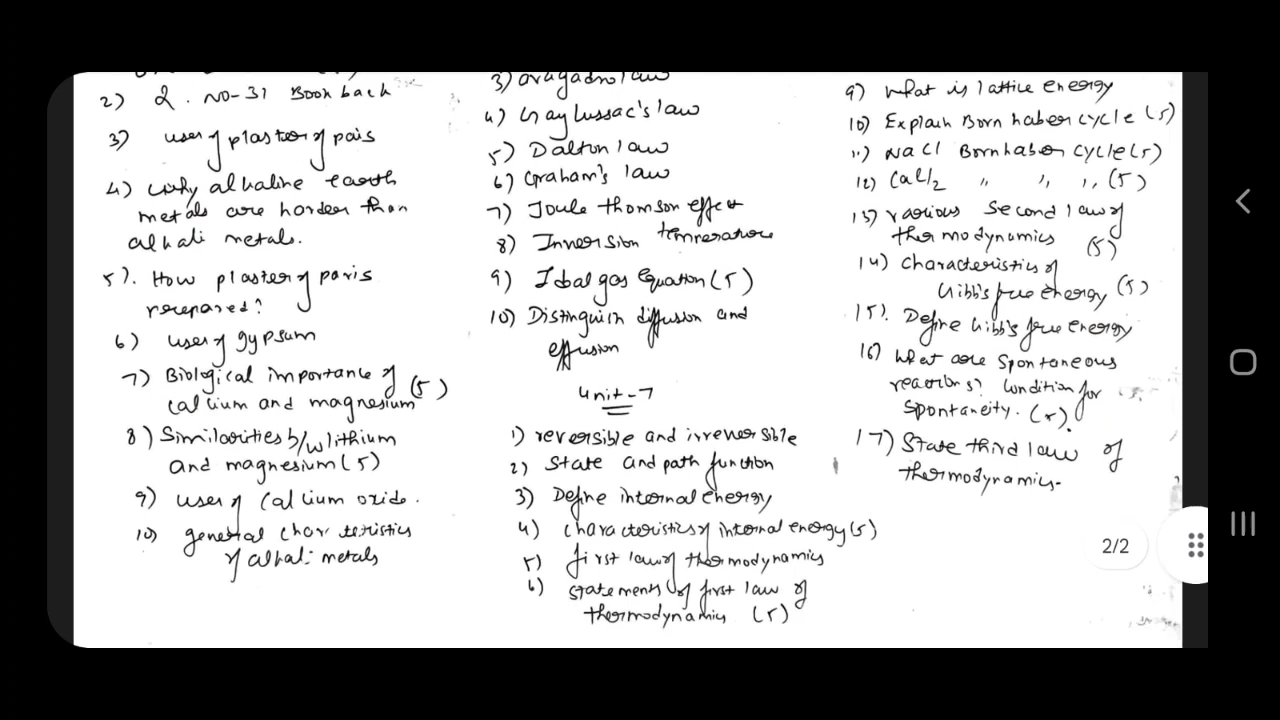 2) Q. NO-31 Book back
3) uses of plaster of pais
4) why alkaline earth
metals are harder than
alkali metals.
5). How plaster of paris
prepared?
6) uses of gypsum
7) Biological importance of
calcium and magnesium (5)
8) Similarities b/w lithium
and magnesium (5)
9) uses of calcium oxide.
10) general charcteristics
of alkali metals
3) avagadro law
4) Gay lussac's law
5) Dalton law
6) Graham's law
7) Joule thomson effect
8) Inversion temperature
9) Ideal gas equation (5)
10) Distinguish diffusion and
effusion
Unit-7
1) reversible and irreversible
2) State and path function
3) Define internal energy
4) characteristics of internal energy (5)
5) first law of thermodynamics
6) statements of first law of
thermodynamics (5)
9) what is lattice energy
10) Explain Born haber cycle (5)
11) NaCl Born haber cycle (5)
12) CaCl2 " " " (5)
13) various Second law of
thermodynamics (5)
14) characteristics of
Gibb's free energy (5)
15). Define Gibb's free energy
16) what are spontaneous
reactions? condition for
spontaneity. (5)
17) State third law of
thermodynamics.
2/2